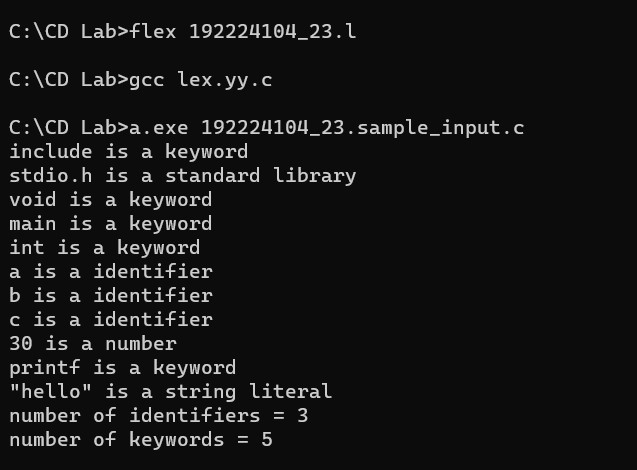 C:\CD Lab>flex 192224104_23.l
C:\CD Lab>gcc lex.yy.c
C:\CD Lab>a.exe 192224104_23.sample_input.c
include is a keyword
stdio.h is a standard library
void is a keyword
main is a keyword
int is a keyword
a is a identifier
b is a identifier
c is a identifier
30 is a number
printf is a keyword
"hello" is a string literal
number of identifiers = 3
number of keywords = 5